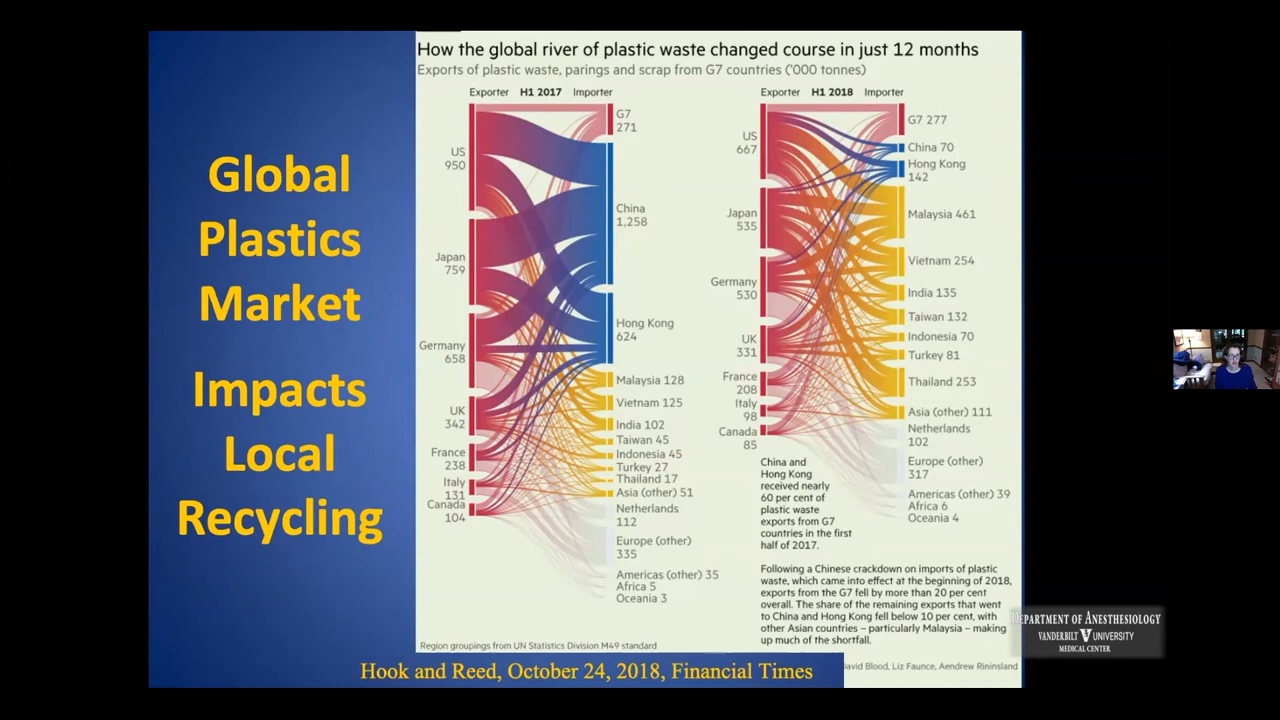 Global
Plastics
Market
Impacts
Local
Recycling
How the global river of plastic waste changed course in just 12 months
Exports of plastic waste, parings and scrap from G7 countries ('000 tonnes)
Exporter H1 2017 Importer
US
950
Japan
759
Germany
658
UK
342
France
238
Italy
131
Canada
104
G7
271
China
1,258
Hong Kong
624
Malaysia 128
Vietnam 125
India 102
Taiwan 45
Indonesia 45
Turkey 27
Thailand 17
Asia (other) 51
Netherlands
112
Europe (other)
335
Americas (other) 35
Africa 5
Oceania 3
Exporter H1 2018 Importer
US
667
Japan
535
Germany
530
UK
331
France
208
Italy
98
Canada
85
G7 277
China 70
Hong Kong
142
Malaysia 461
Vietnam 254
India 135
Taiwan 132
Indonesia 70
Turkey 81
Thailand 253
Asia (other) 111
Netherlands
102
Europe (other)
317
Americas (other) 39
Africa 6
Oceania 4
China and
Hong Kong
received nearly
60 per cent of
plastic waste
exports from G7
countries in the first
half of 2017.
Following a Chinese crackdown on imports of plastic
waste, which came into effect at the beginning of 2018,
exports from the G7 fell by more than 20 per cent
overall. The share of the remaining exports that went
to China and Hong Kong fell below 10 per cent, with
other Asian countries – particularly Malaysia – making
up much of the shortfall.
Region groupings from UN Statistics Division M49 standard
David Blood, Liz Faunce, Aendrew Rininsland
Hook and Reed, October 24, 2018, Financial Times
DEPARTMENT OF ANESTHESIOLOGY
VANDERBILT UNIVERSITY
MEDICAL CENTER